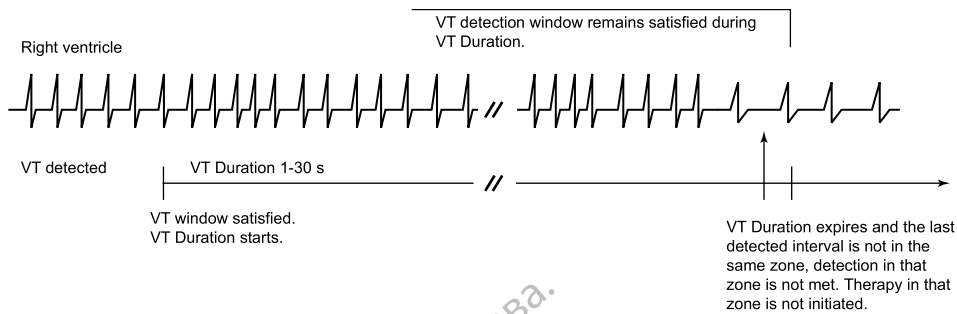 VT detection window remains satisfied during
VT Duration.
Right ventricle
VT detected
VT Duration 1-30 s
VT window satisfied.
VT Duration starts.
VT Duration expires and the last
detected interval is not in the
same zone, detection in that
zone is not met. Therapy in that
zone is not initiated.